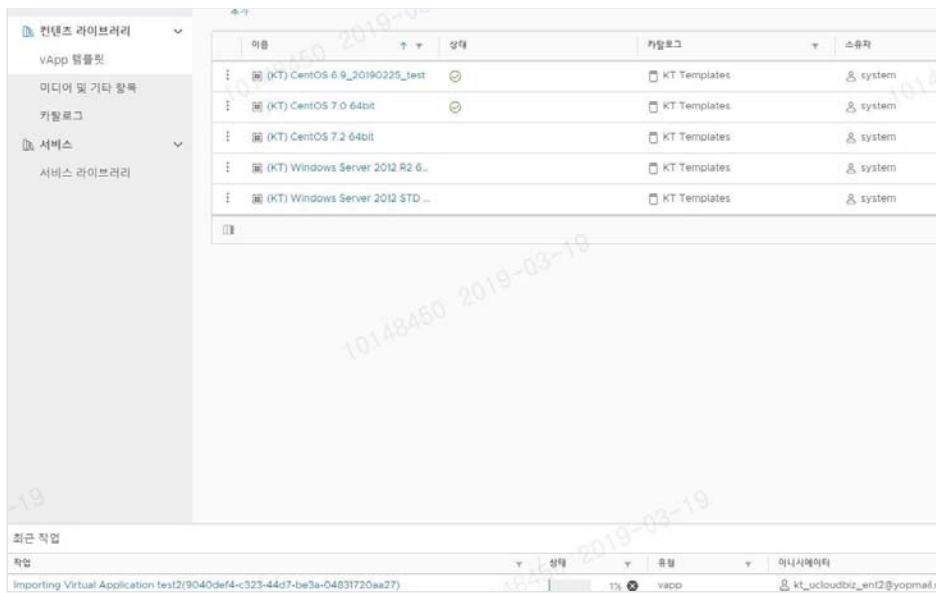 추가
컨텐츠 라이브러리
vApp 템플릿
미디어 및 기타 항목
카탈로그
서비스
서비스 라이브러리
이름 상태 카탈로그 소유자
(KT) CentOS 6.9_20190225_test KT Templates system
(KT) CentOS 7.0 64bit KT Templates system
(KT) CentOS 7.2 64bit KT Templates system
(KT) Windows Server 2012 R2 6... KT Templates system
(KT) Windows Server 2012 STD ... KT Templates system
10148450 2019-03-19
최근 작업
작업 상태 유형 이니시에이터
Importing Virtual Application test2(9040def4-c323-44d7-be3a-04831720aa27) 1% vapp kt_ucloudbiz_ent2@yopmail.